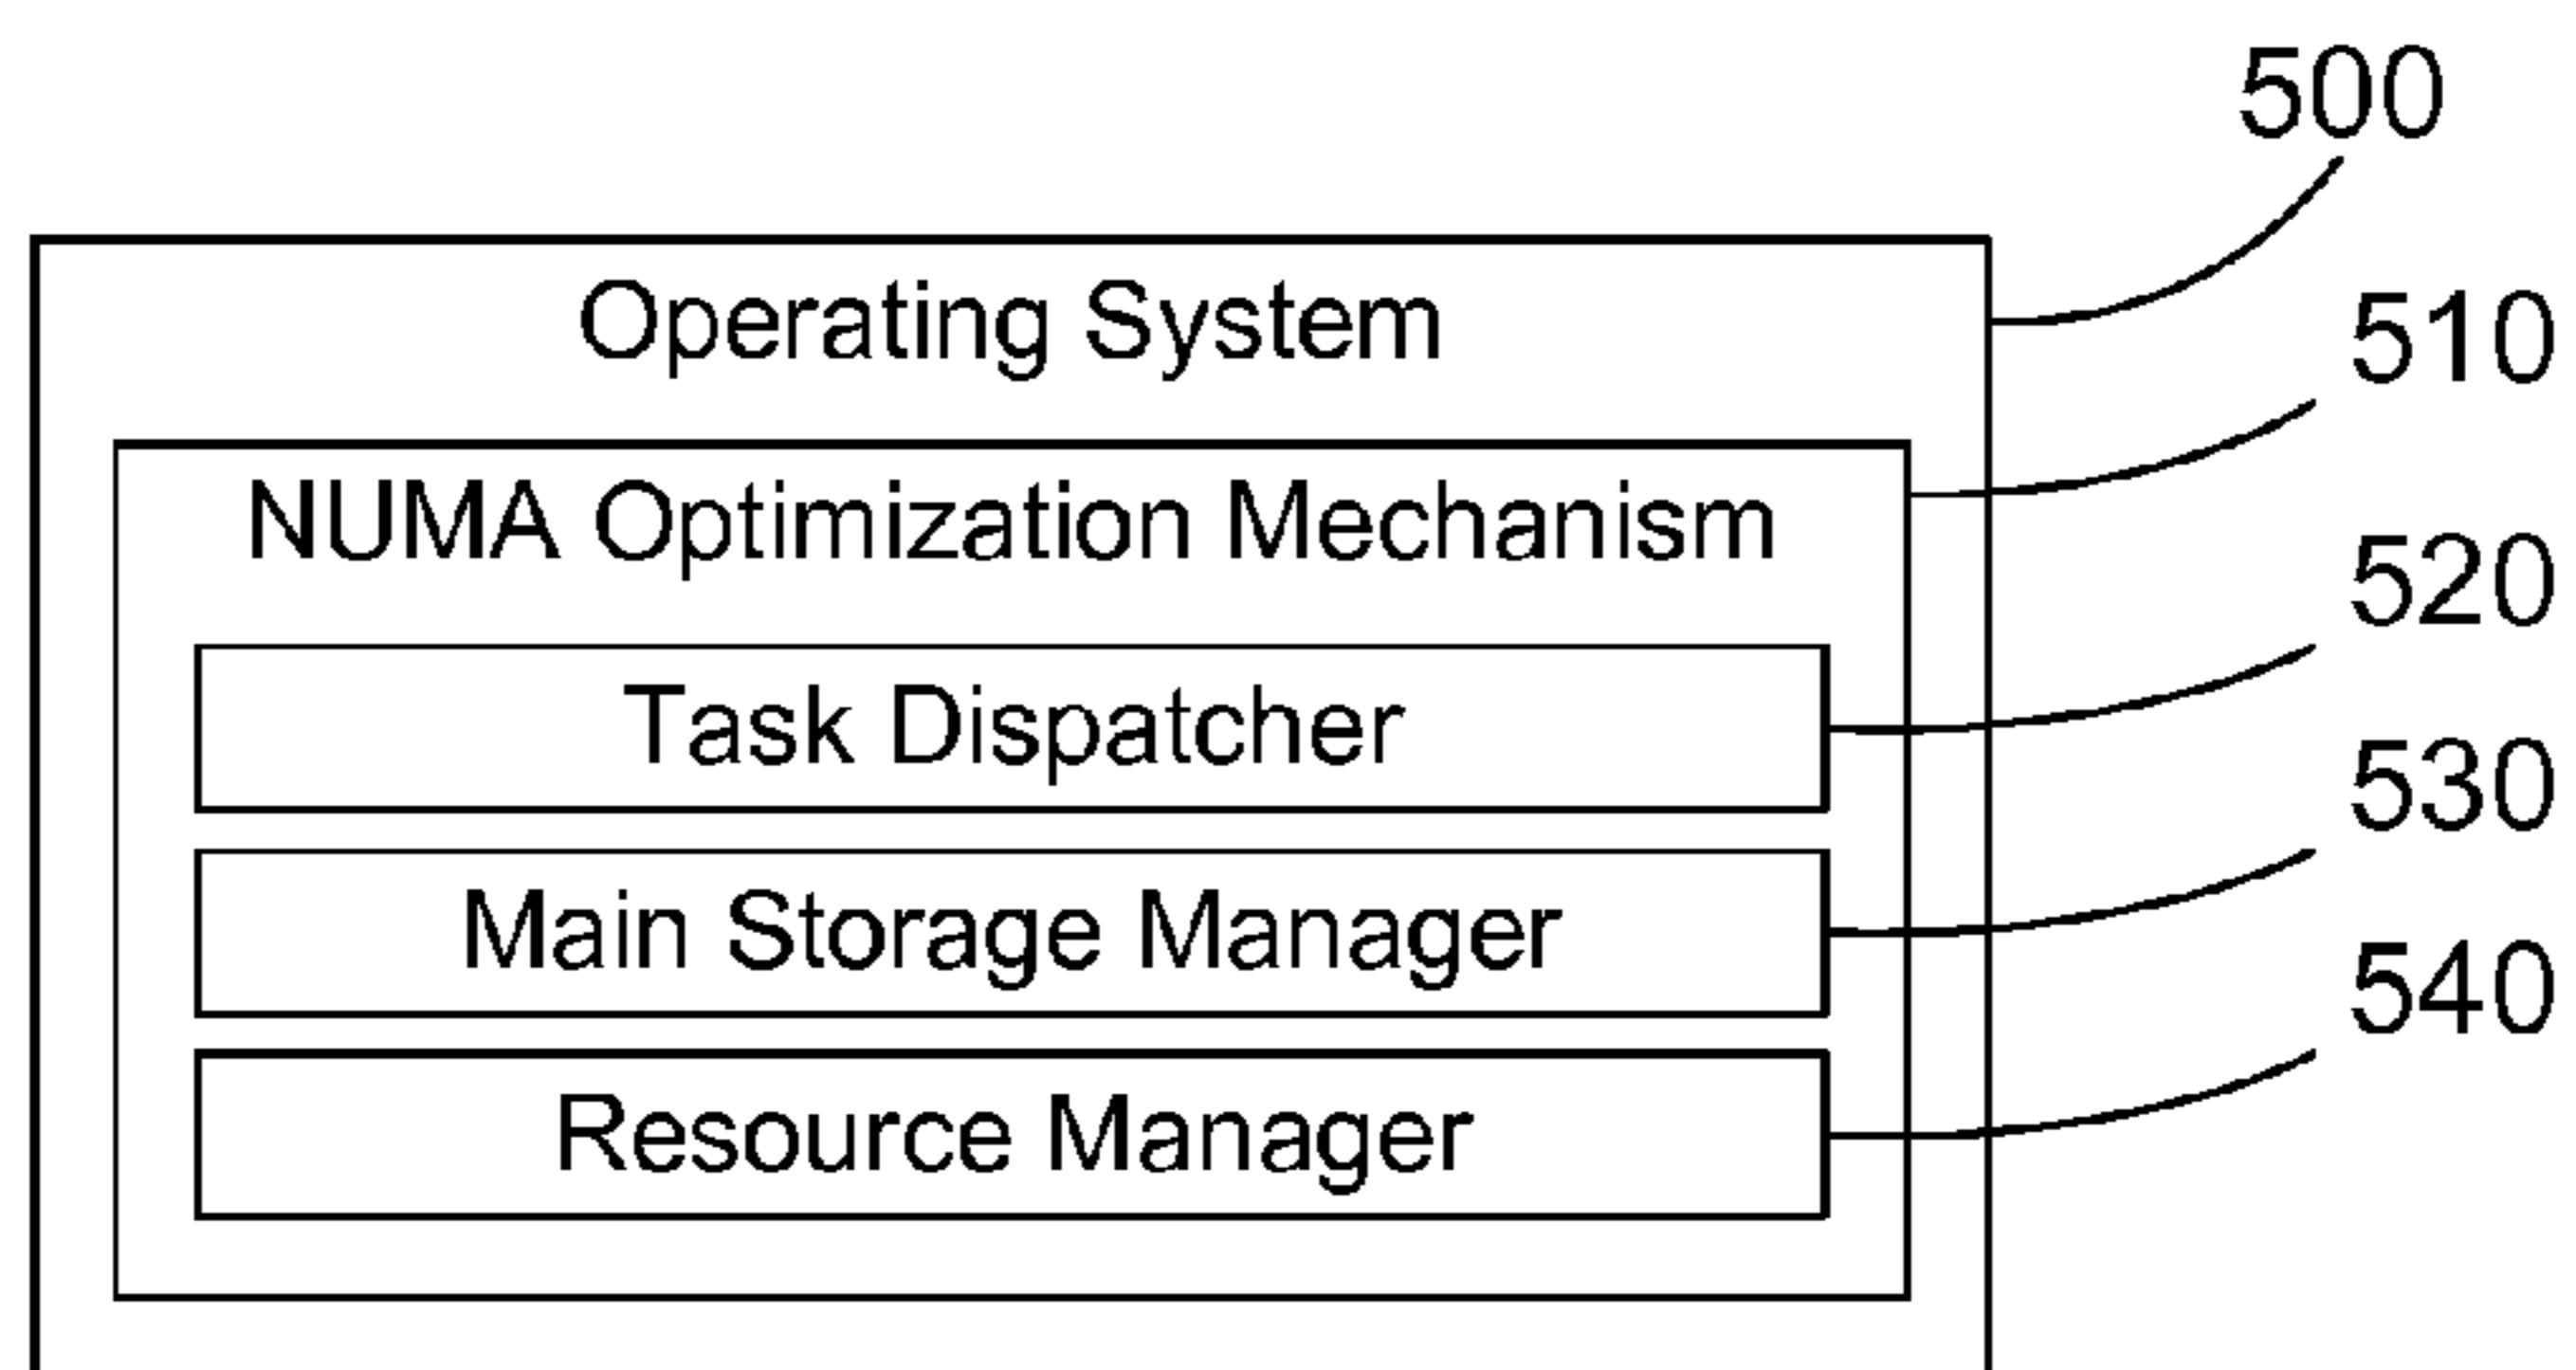 500
Operating System
510
NUMA Optimization Mechanism
520
Task Dispatcher
530
Main Storage Manager
540
Resource Manager